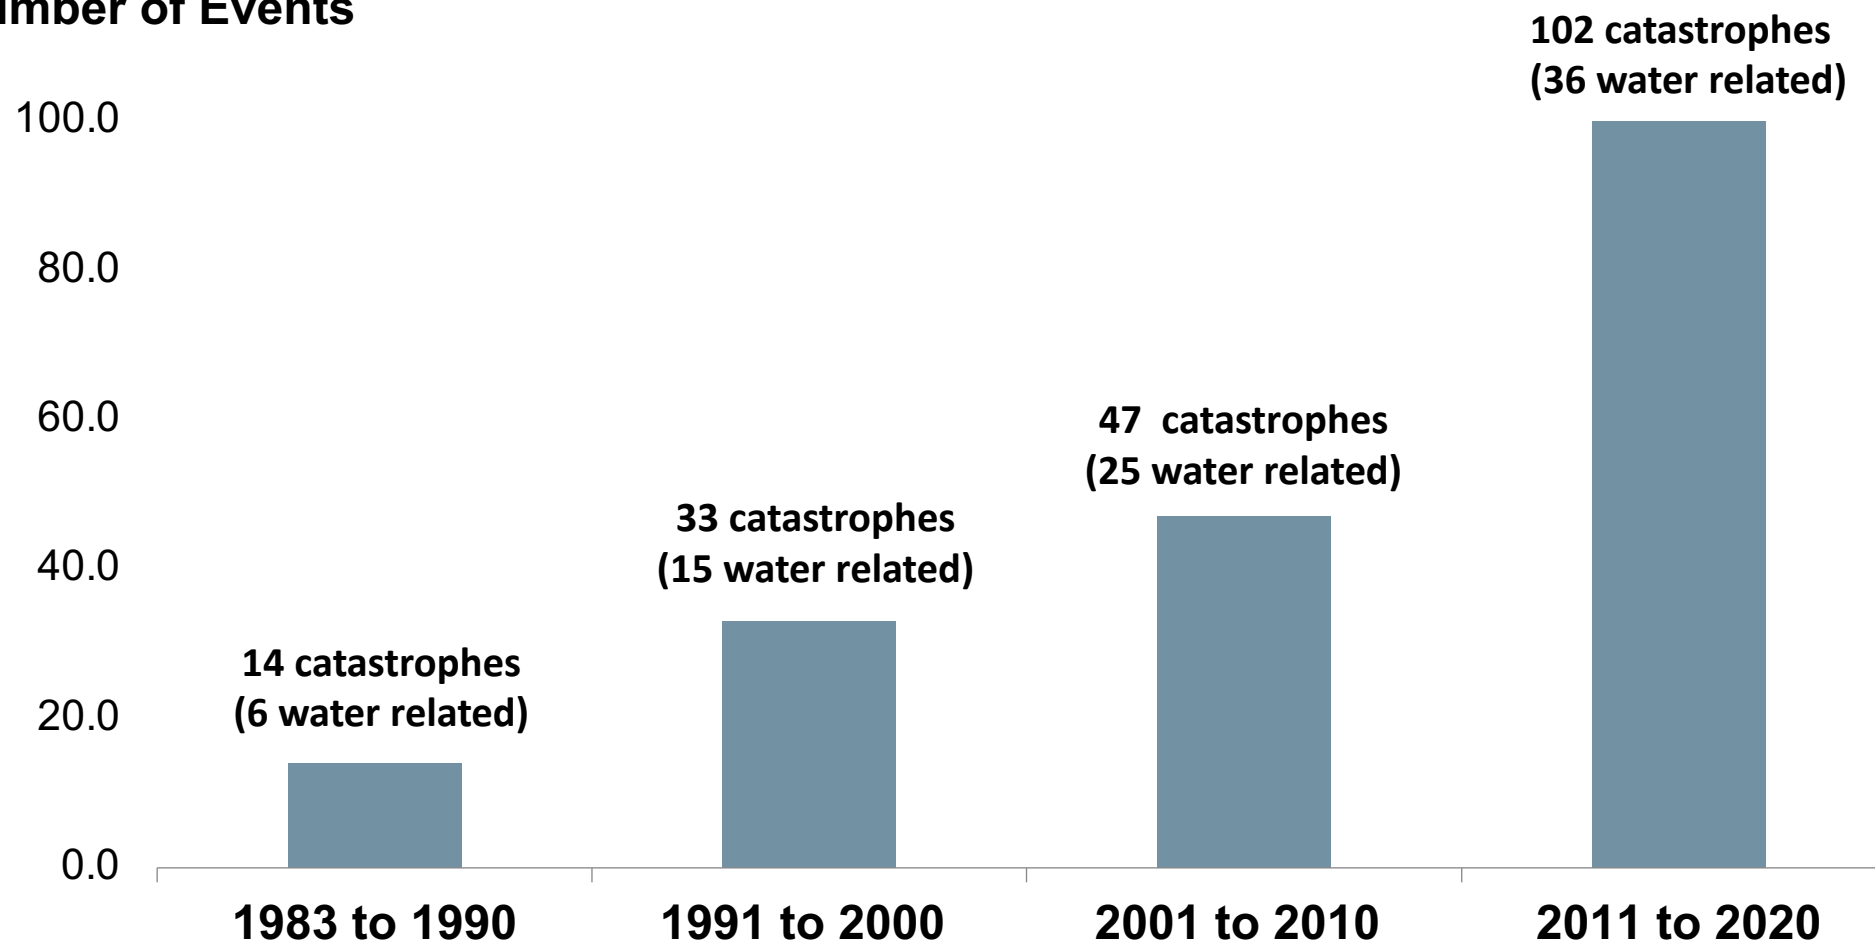 mber of Events
102 catastrophes
(36 water related)
100.0
80.0
60.0
47  catastrophes
(25 water related)
33 catastrophes
(15 water related)
40.0
14 catastrophes
(6 water related)
20.0
0.0
1983 to 1990 1991 to 2000 2001 to 2010 2011 to 2020